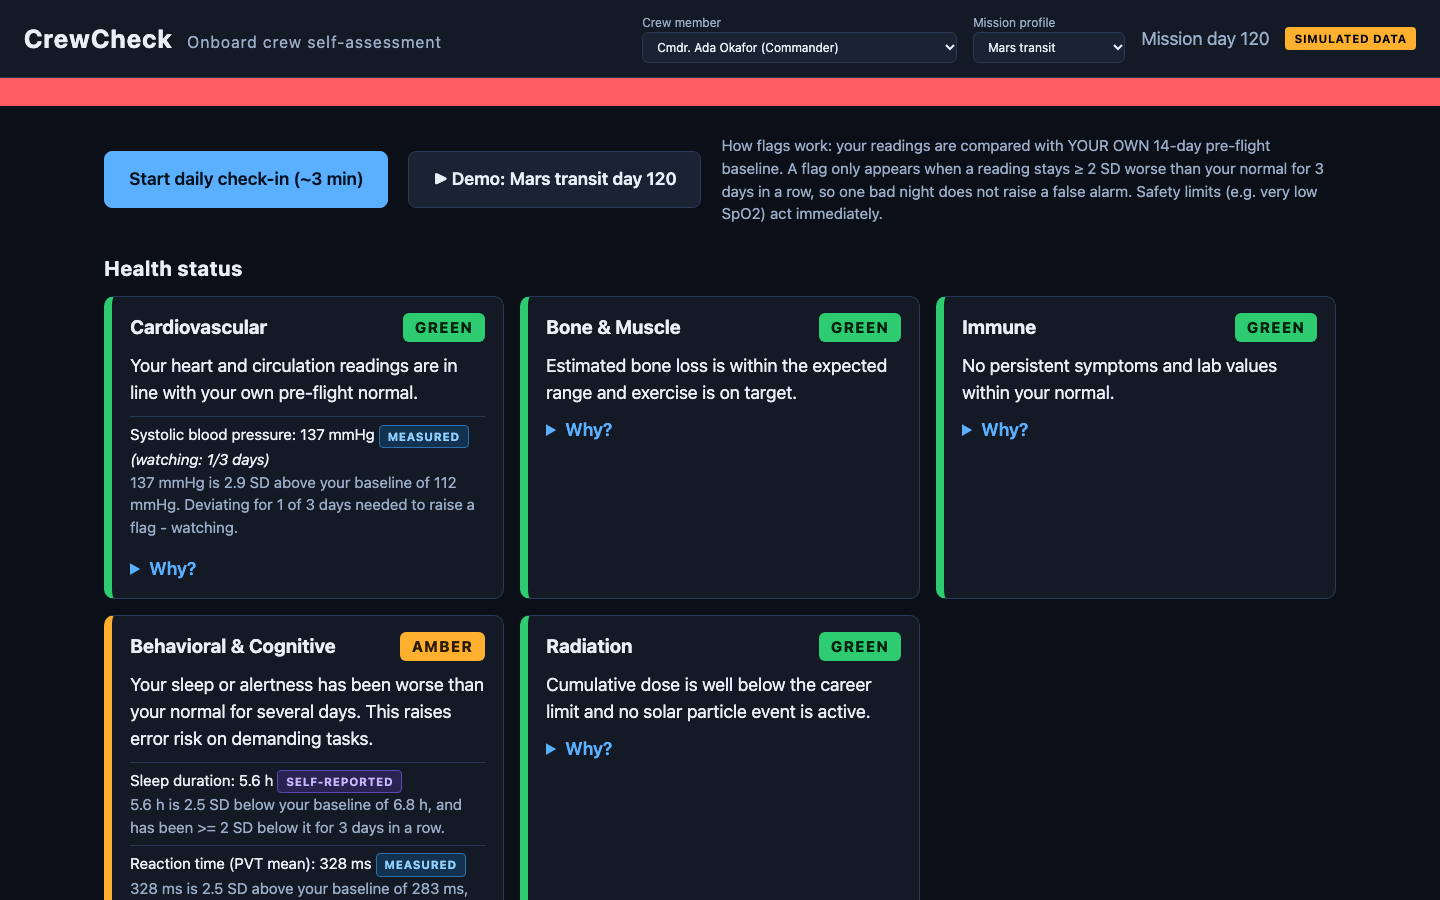 CrewCheck Onboard crew self-assessment
Crew member
Cmdr. Ada Okafor (Commander)
Mission profile
Mars transit
Mission day 120
SIMULATED DATA
Start daily check-in (~3 min)
▶ Demo: Mars transit day 120
How flags work: your readings are compared with YOUR OWN 14-day pre-flight
baseline. A flag only appears when a reading stays ≥ 2 SD worse than your normal for 3
days in a row, so one bad night does not raise a false alarm. Safety limits (e.g. very low
SpO2) act immediately.
Health status
Cardiovascular
GREEN
Your heart and circulation readings are in
line with your own pre-flight normal.
Systolic blood pressure: 137 mmHg MEASURED
(watching: 1/3 days)
137 mmHg is 2.9 SD above your baseline of 112
mmHg. Deviating for 1 of 3 days needed to raise a
flag - watching.
▶ Why?
Bone & Muscle
GREEN
Estimated bone loss is within the expected
range and exercise is on target.
▶ Why?
Immune
GREEN
No persistent symptoms and lab values
within your normal.
▶ Why?
Behavioral & Cognitive
AMBER
Your sleep or alertness has been worse than
your normal for several days. This raises
error risk on demanding tasks.
Sleep duration: 5.6 h SELF-REPORTED
5.6 h is 2.5 SD below your baseline of 6.8 h, and
has been >= 2 SD below it for 3 days in a row.
Reaction time (PVT mean): 328 ms MEASURED
328 ms is 2.5 SD above your baseline of 283 ms,
Radiation
GREEN
Cumulative dose is well below the career
limit and no solar particle event is active.
▶ Why?